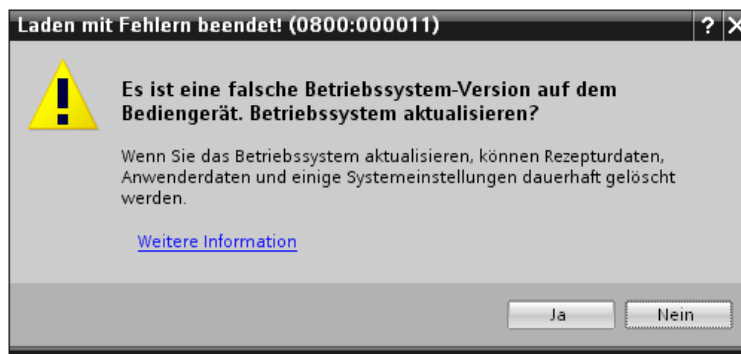 Laden mit Fehlern beendet! (0800:000011) ? X
Es ist eine falsche Betriebssystem-Version auf dem
Bediengerät. Betriebssystem aktualisieren?
Wenn Sie das Betriebssystem aktualisieren, können Rezepturdaten,
Anwenderdaten und einige Systemeinstellungen dauerhaft gelöscht
werden.
Weitere Information
Ja Nein